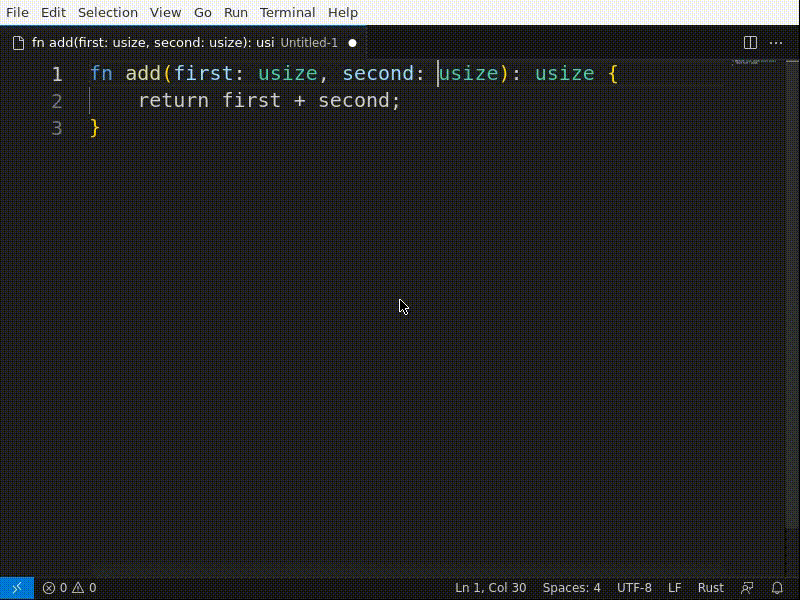 File Edit Selection View Go Run Terminal Help
fn add(first: usize, second: usize): usi Untitled-1
1 fn add(first: usize, second: usize): usize {
2     return first + second;
3 }
0 0 Ln 1, Col 30 Spaces: 4 UTF-8 LF Rust